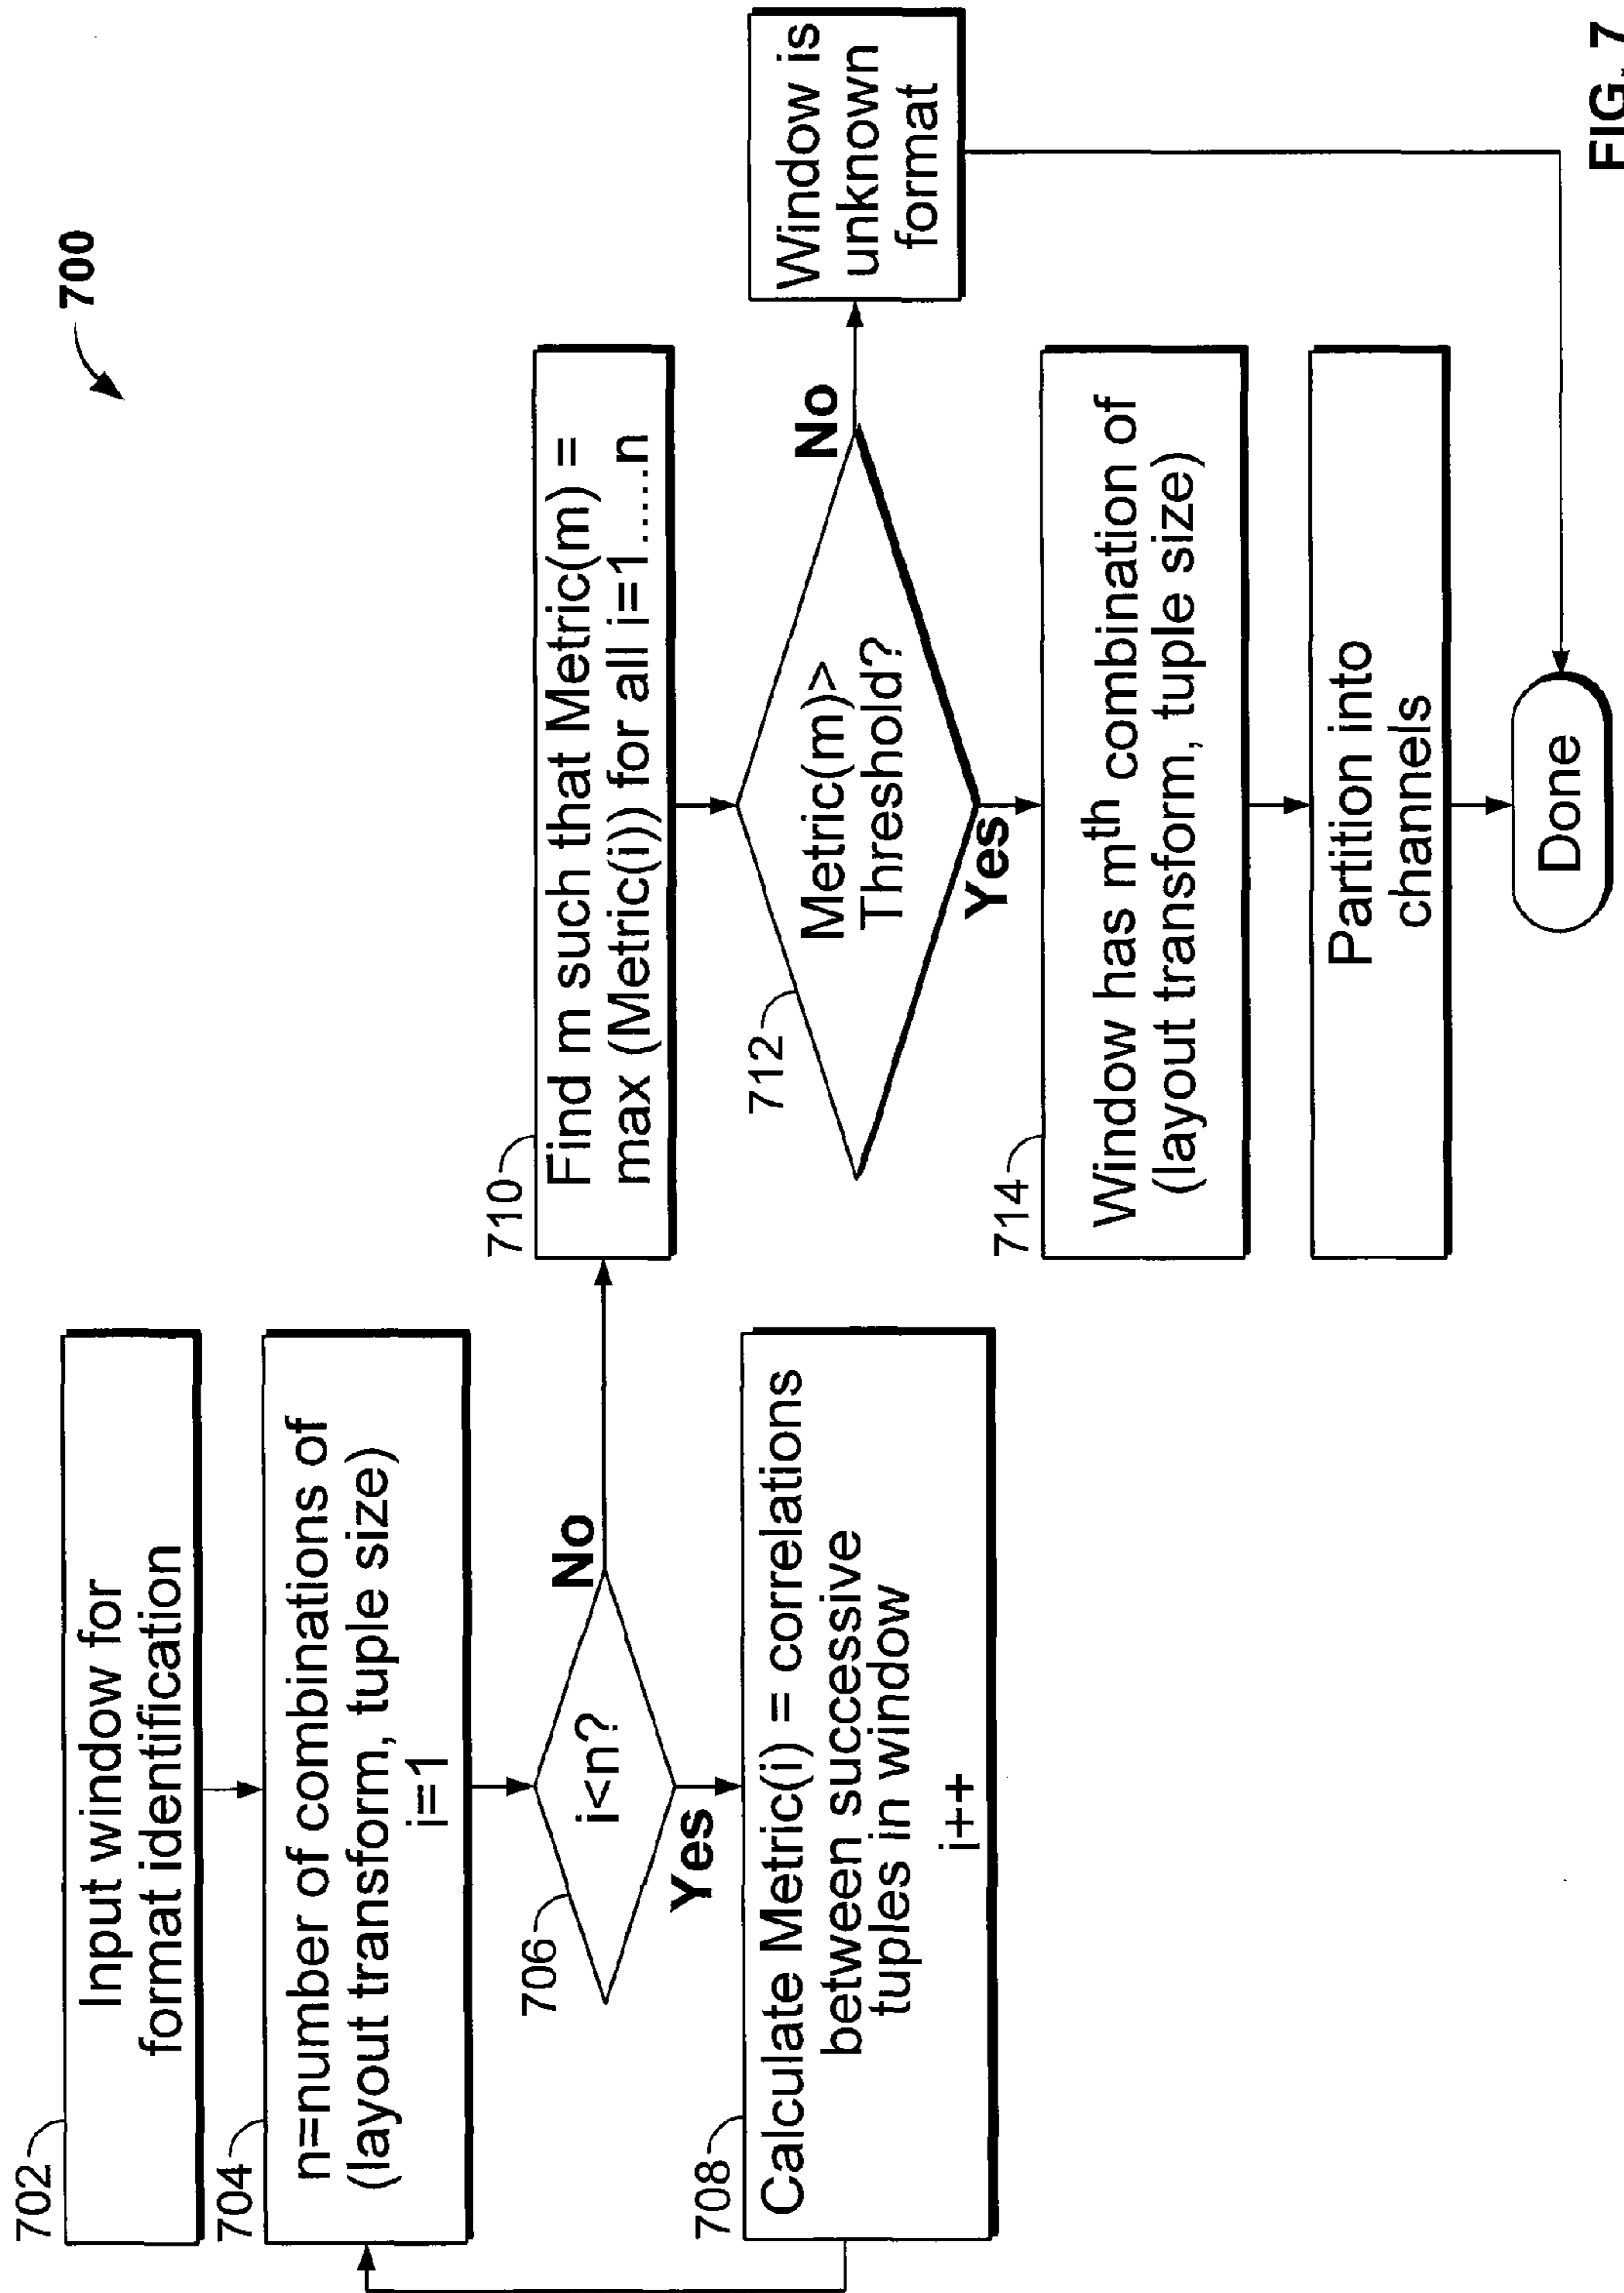 700
702
Input window for
format identification
704
n=number of combinations of
(layout transform, tuple size)
i=1
706
i<n?
No
Yes
708
Calculate Metric(i) = correlations
between successive
tuples in window
i++
710
Find m such that Metric(m) =
max (Metric(i)) for all i=1.....n
712
Metric(m)>
Threshold?
No
Yes
Window is
unknown
format
714
Window has mth combination of
(layout transform, tuple size)
Partition into
channels
Done
FIG. 7